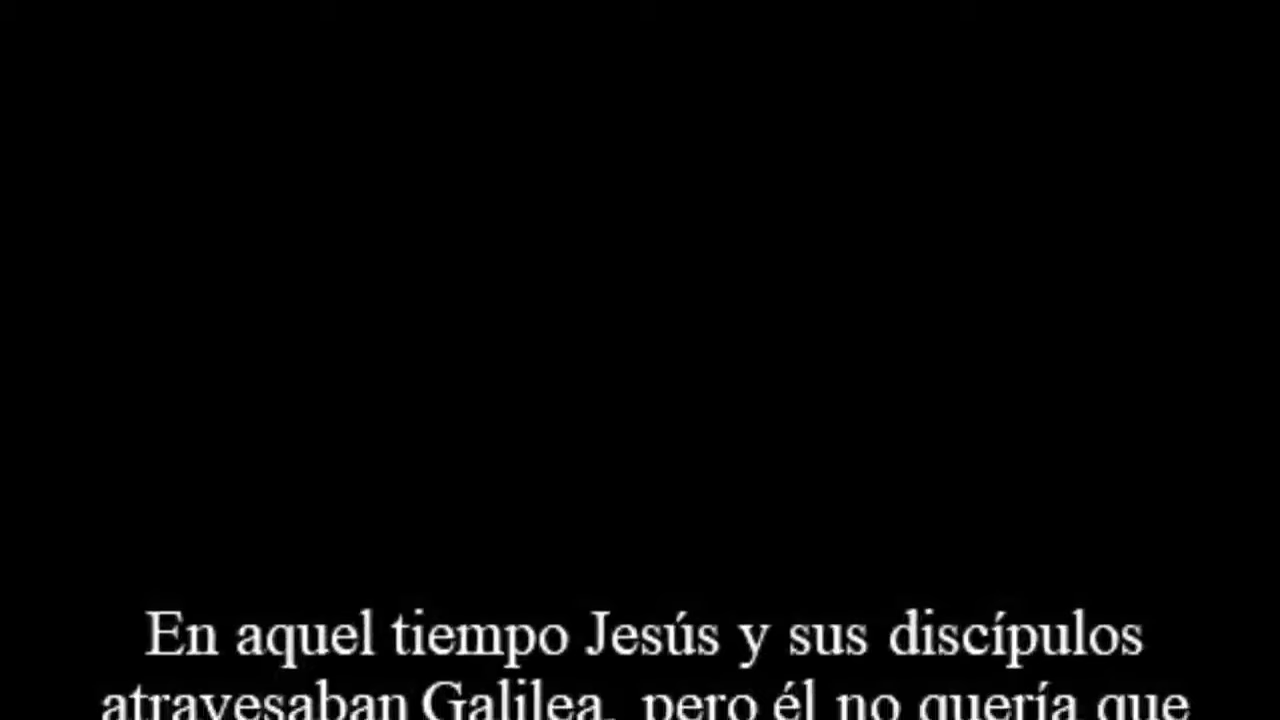 En aquel tiempo Jesús y sus discípulos
atravesaban Galilea, pero él no quería que